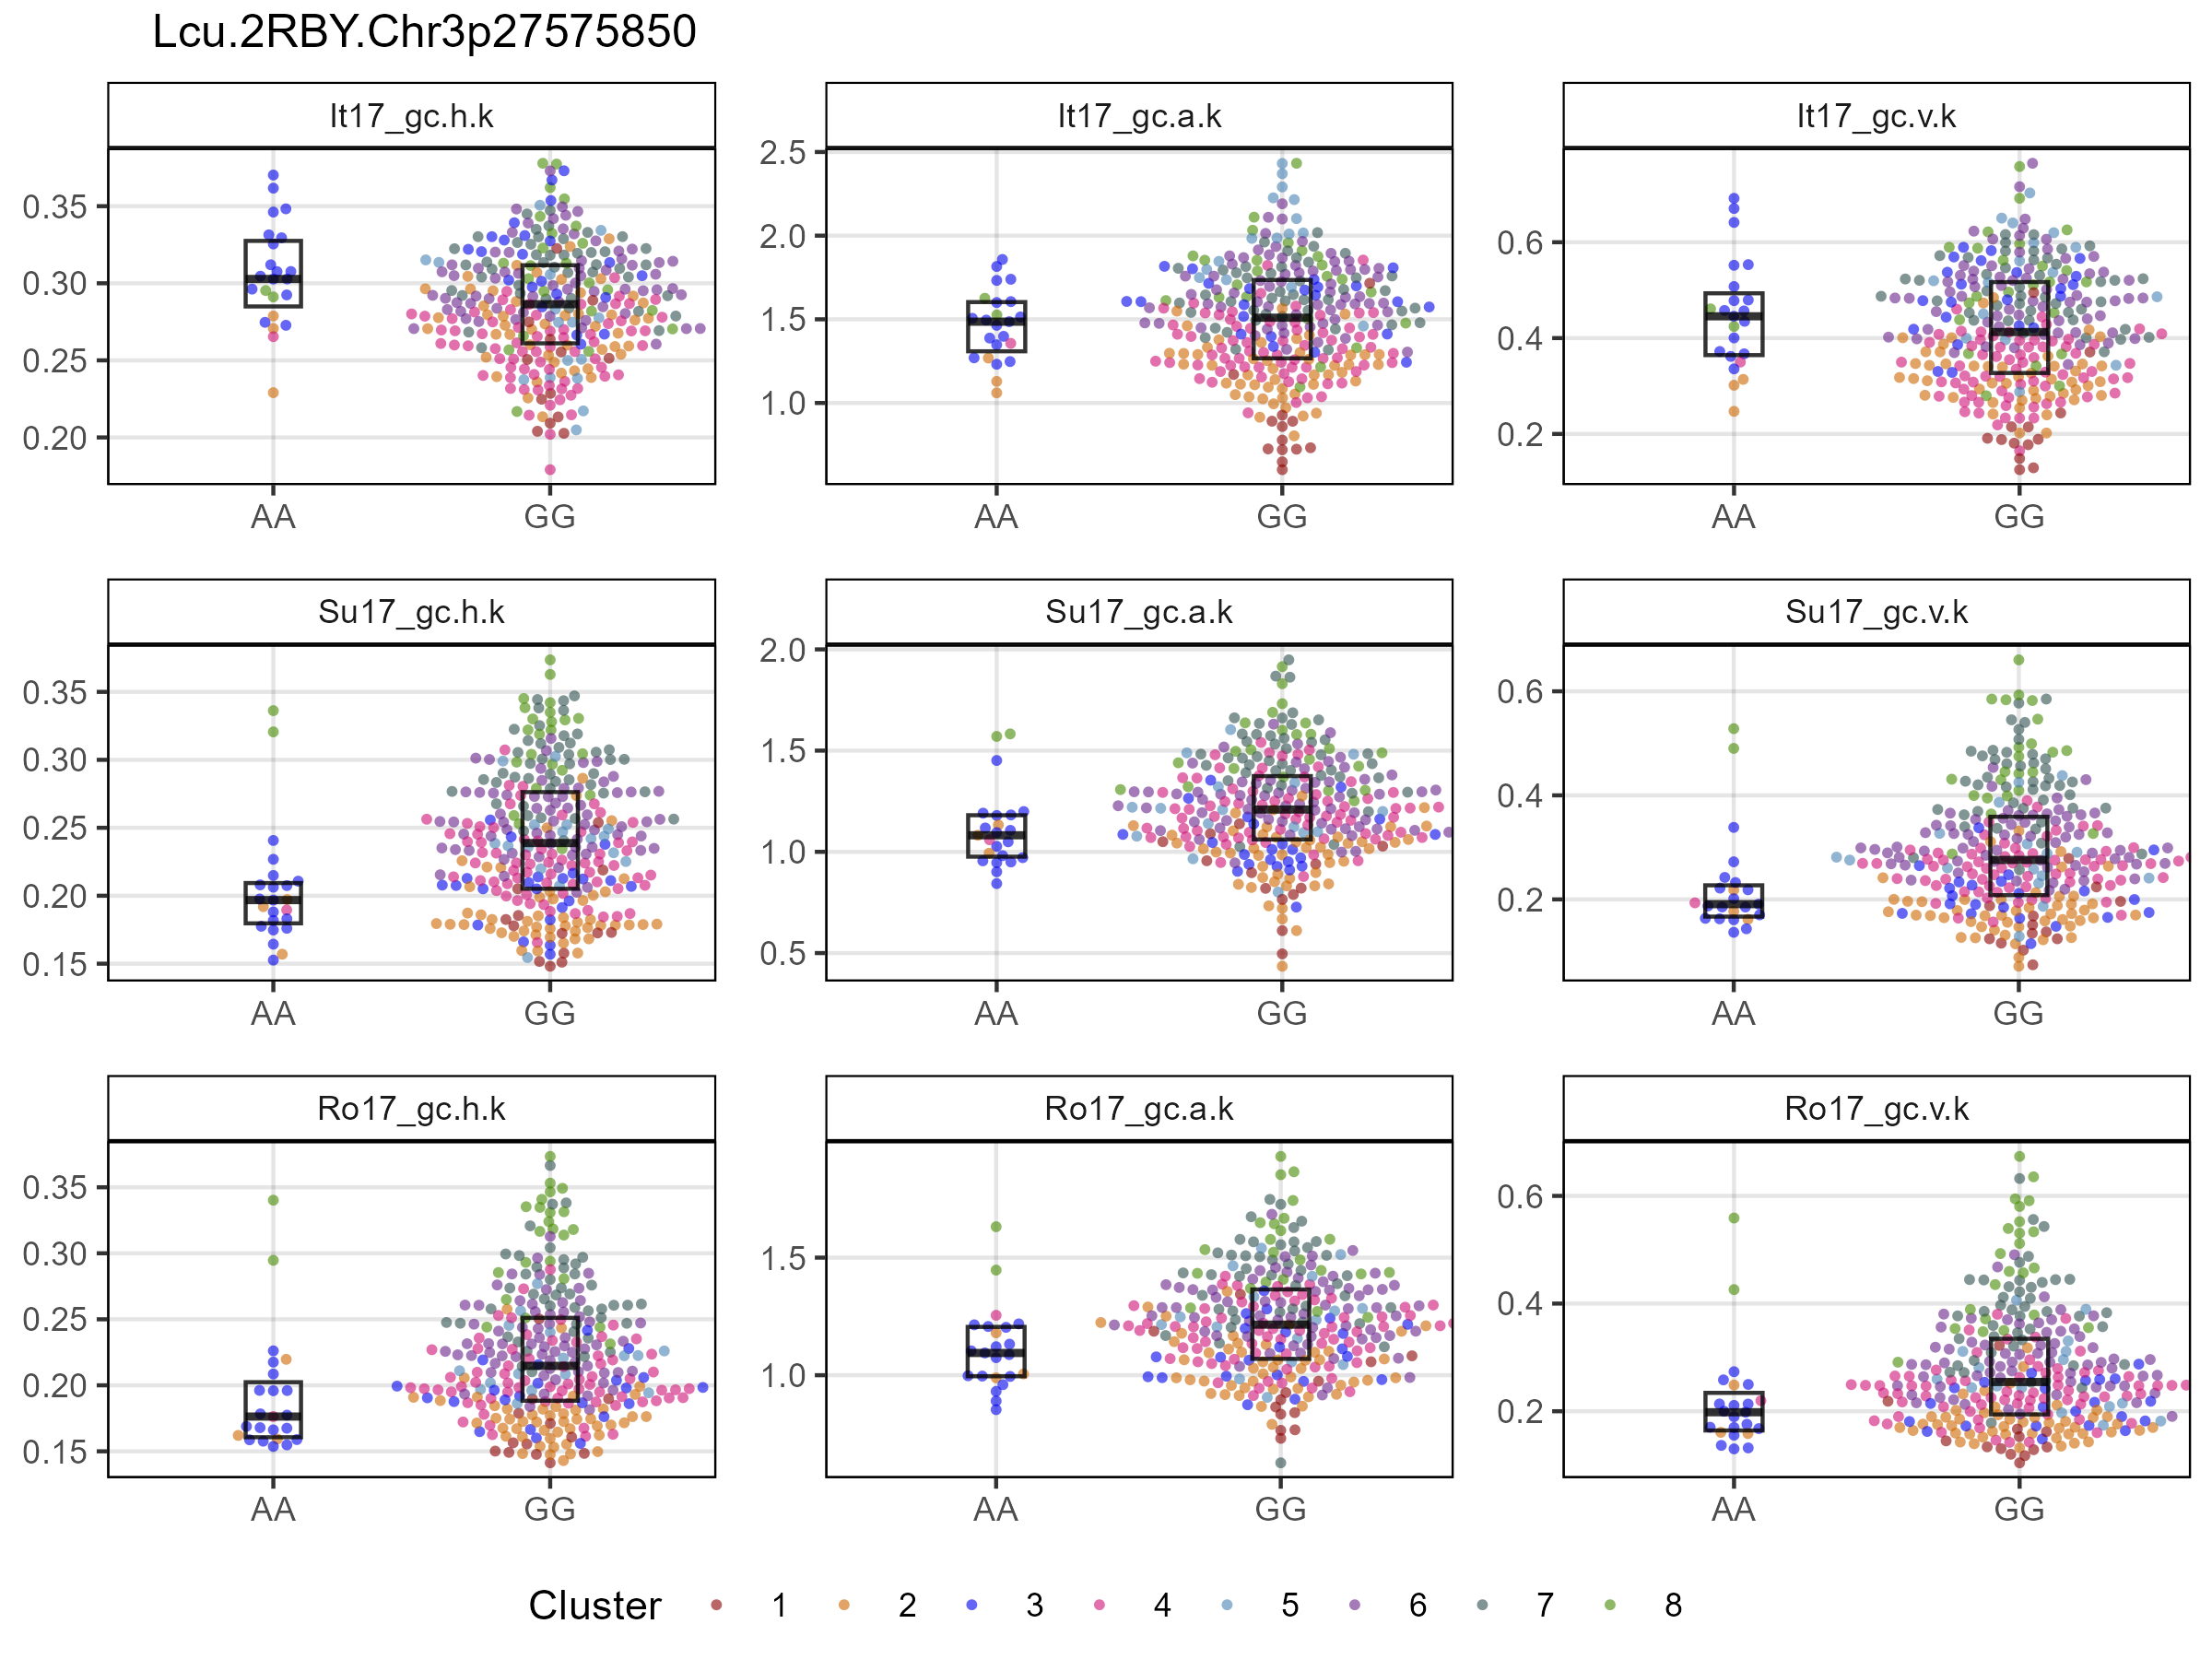 Lcu.2RBY.Chr3p27575850
It17_gc.h.k
It17_gc.a.k
It17_gc.v.k
0.35
0.30
0.25
0.20
2.5
2.0
1.5
1.0
0.6
0.4
0.2
AA GG
AA GG
AA GG
Su17_gc.h.k
Su17_gc.a.k
Su17_gc.v.k
0.35
0.30
0.25
0.20
0.15
2.0
1.5
1.0
0.5
0.6
0.4
0.2
AA GG
AA GG
AA GG
Ro17_gc.h.k
Ro17_gc.a.k
Ro17_gc.v.k
0.35
0.30
0.25
0.20
0.15
1.5
1.0
0.6
0.4
0.2
AA GG
AA GG
AA GG
Cluster 1 2 3 4 5 6 7 8